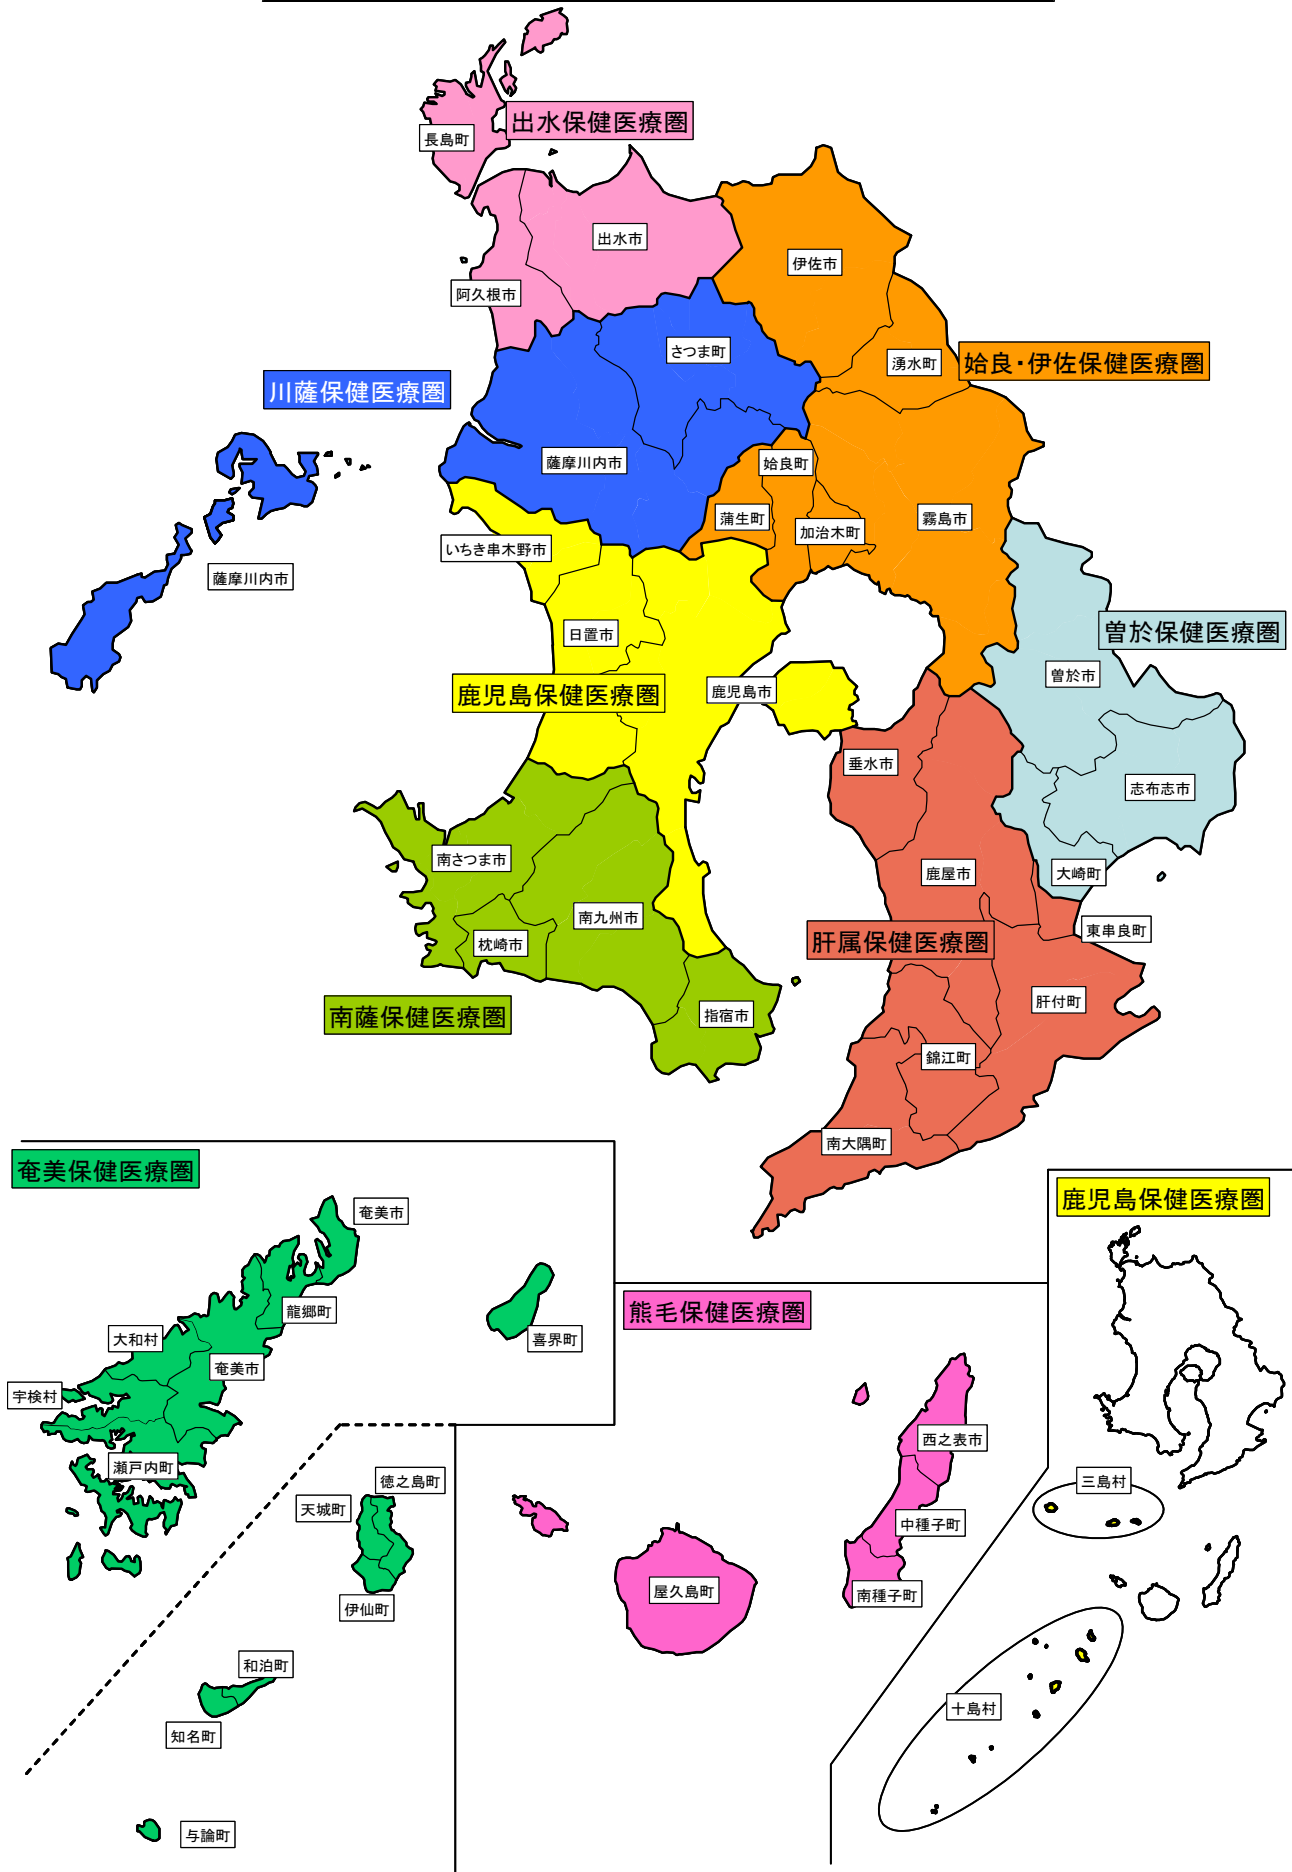 出水保健医療圏
長島町
出水市
阿久根市
伊佐市
さつま町
湧水町
姶良・伊佐保健医療圏
川薩保健医療圏
薩摩川内市
姶良町
蒲生町
加治木町
霧島市
いちき串木野市
薩摩川内市
日置市
曽於保健医療圏
曽於市
鹿児島保健医療圏
鹿児島市
垂水市
志布志市
南さつま市
鹿屋市
大崎町
南九州市
東串良町
枕崎市
肝属保健医療圏
肝付町
南薩保健医療圏
指宿市
錦江町
南大隅町
奄美保健医療圏
奄美市
龍郷町
大和村
奄美市
喜界町
宇検村
瀬戸内町
徳之島町
天城町
伊仙町
和泊町
知名町
与論町
熊毛保健医療圏
西之表市
中種子町
屋久島町
南種子町
鹿児島保健医療圏
三島村
十島村